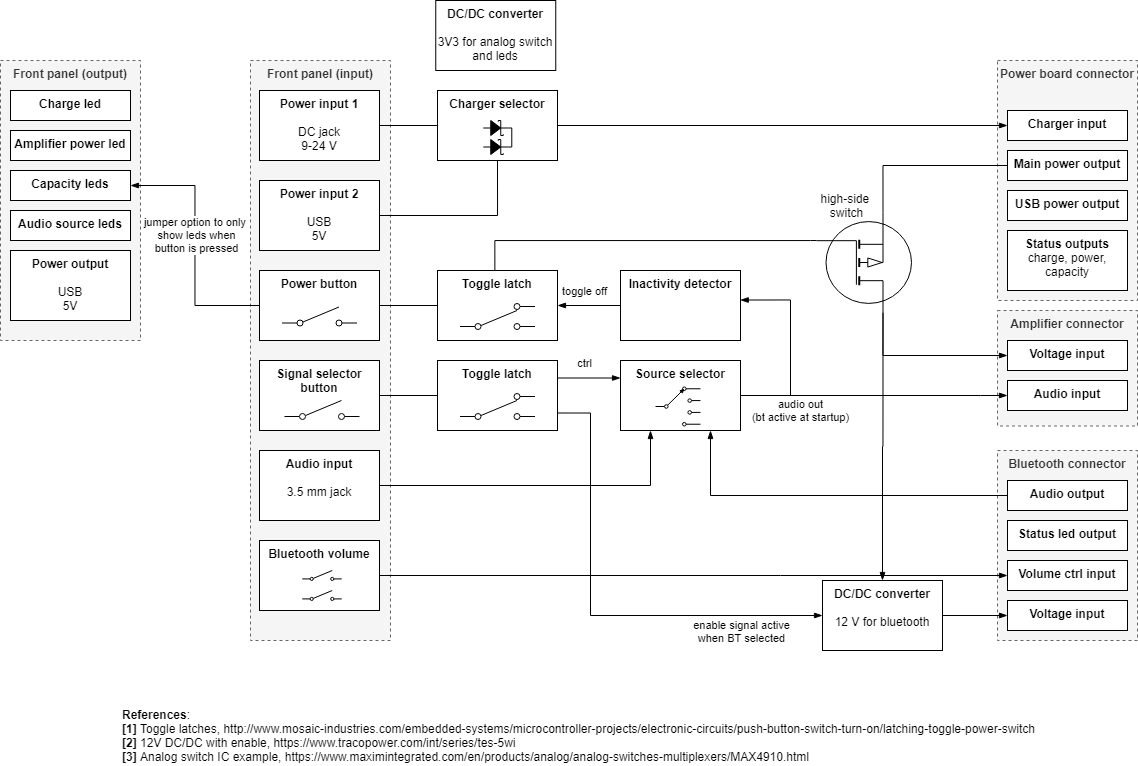 DC/DC converter
3V3 for analog switch
and leds
Front panel (output)
Charge led
Amplifier power led
Capacity leds
Audio source leds
Power output
USB
5V
jumper option to only
show leds when
button is pressed
Front panel (input)
Power input 1
DC jack
9-24 V
Power input 2
USB
5V
Power button
Signal selector
button
Audio input
3.5 mm jack
Bluetooth volume
Charger selector
Toggle latch
toggle off
Inactivity detector
Toggle latch
ctrl
Source selector
audio out
(bt active at startup)
high-side
switch
enable signal active
when BT selected
DC/DC converter
12 V for bluetooth
Power board connector
Charger input
Main power output
USB power output
Status outputs
charge, power,
capacity
Amplifier connector
Voltage input
Audio input
Bluetooth connector
Audio output
Status led output
Volume ctrl input
Voltage input
References:
[1] Toggle latches, http://www.mosaic-industries.com/embedded-systems/microcontroller-projects/electronic-circuits/push-button-switch-turn-on/latching-toggle-power-switch
[2] 12V DC/DC with enable, https://www.tracopower.com/int/series/tes-5wi
[3] Analog switch IC example, https://www.maximintegrated.com/en/products/analog/analog-switches-multiplexers/MAX4910.html